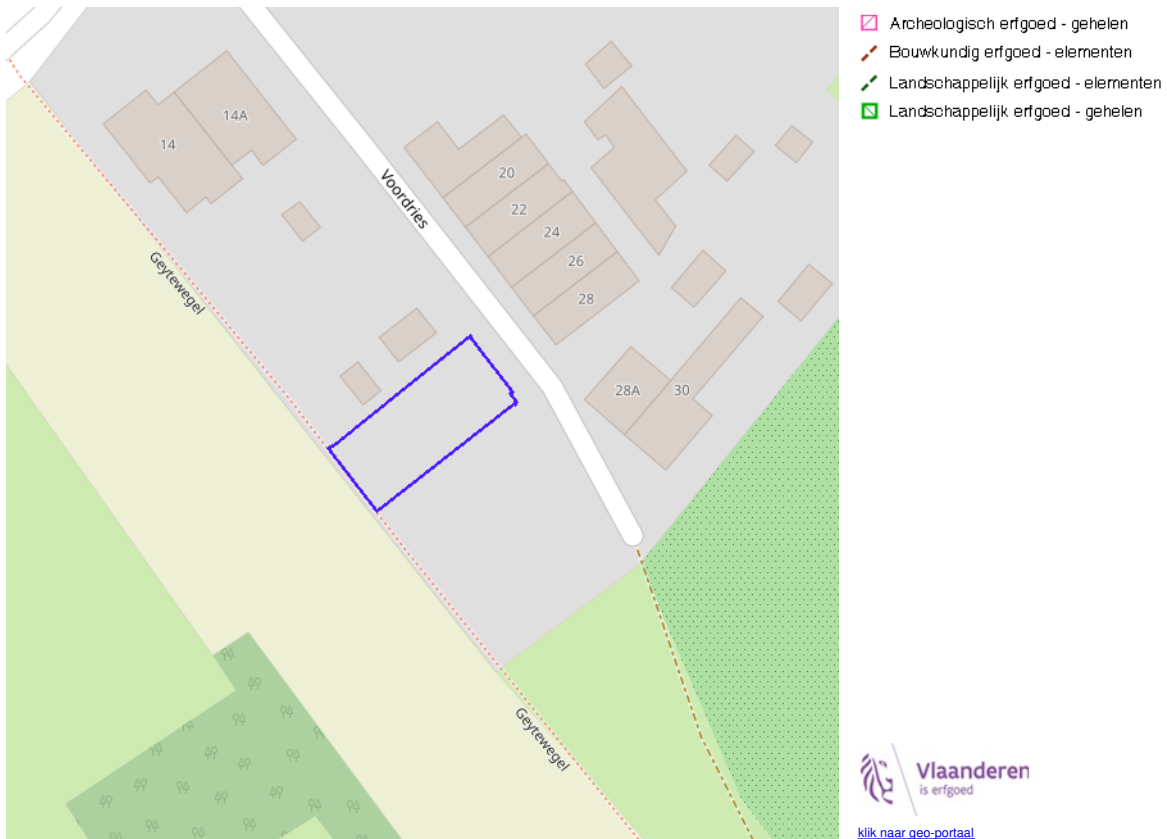 Archeologisch erfgoed - gehelen
Bouwkundig erfgoed - elementen
Landschappelijk erfgoed - elementen
Landschappelijk erfgoed - gehelen
14A
14
20
22
24
26
28
28A
30
Voordries
Geytewegel
Geytewegel
Vlaanderen
is erfgoed
klik naar geo-portaal